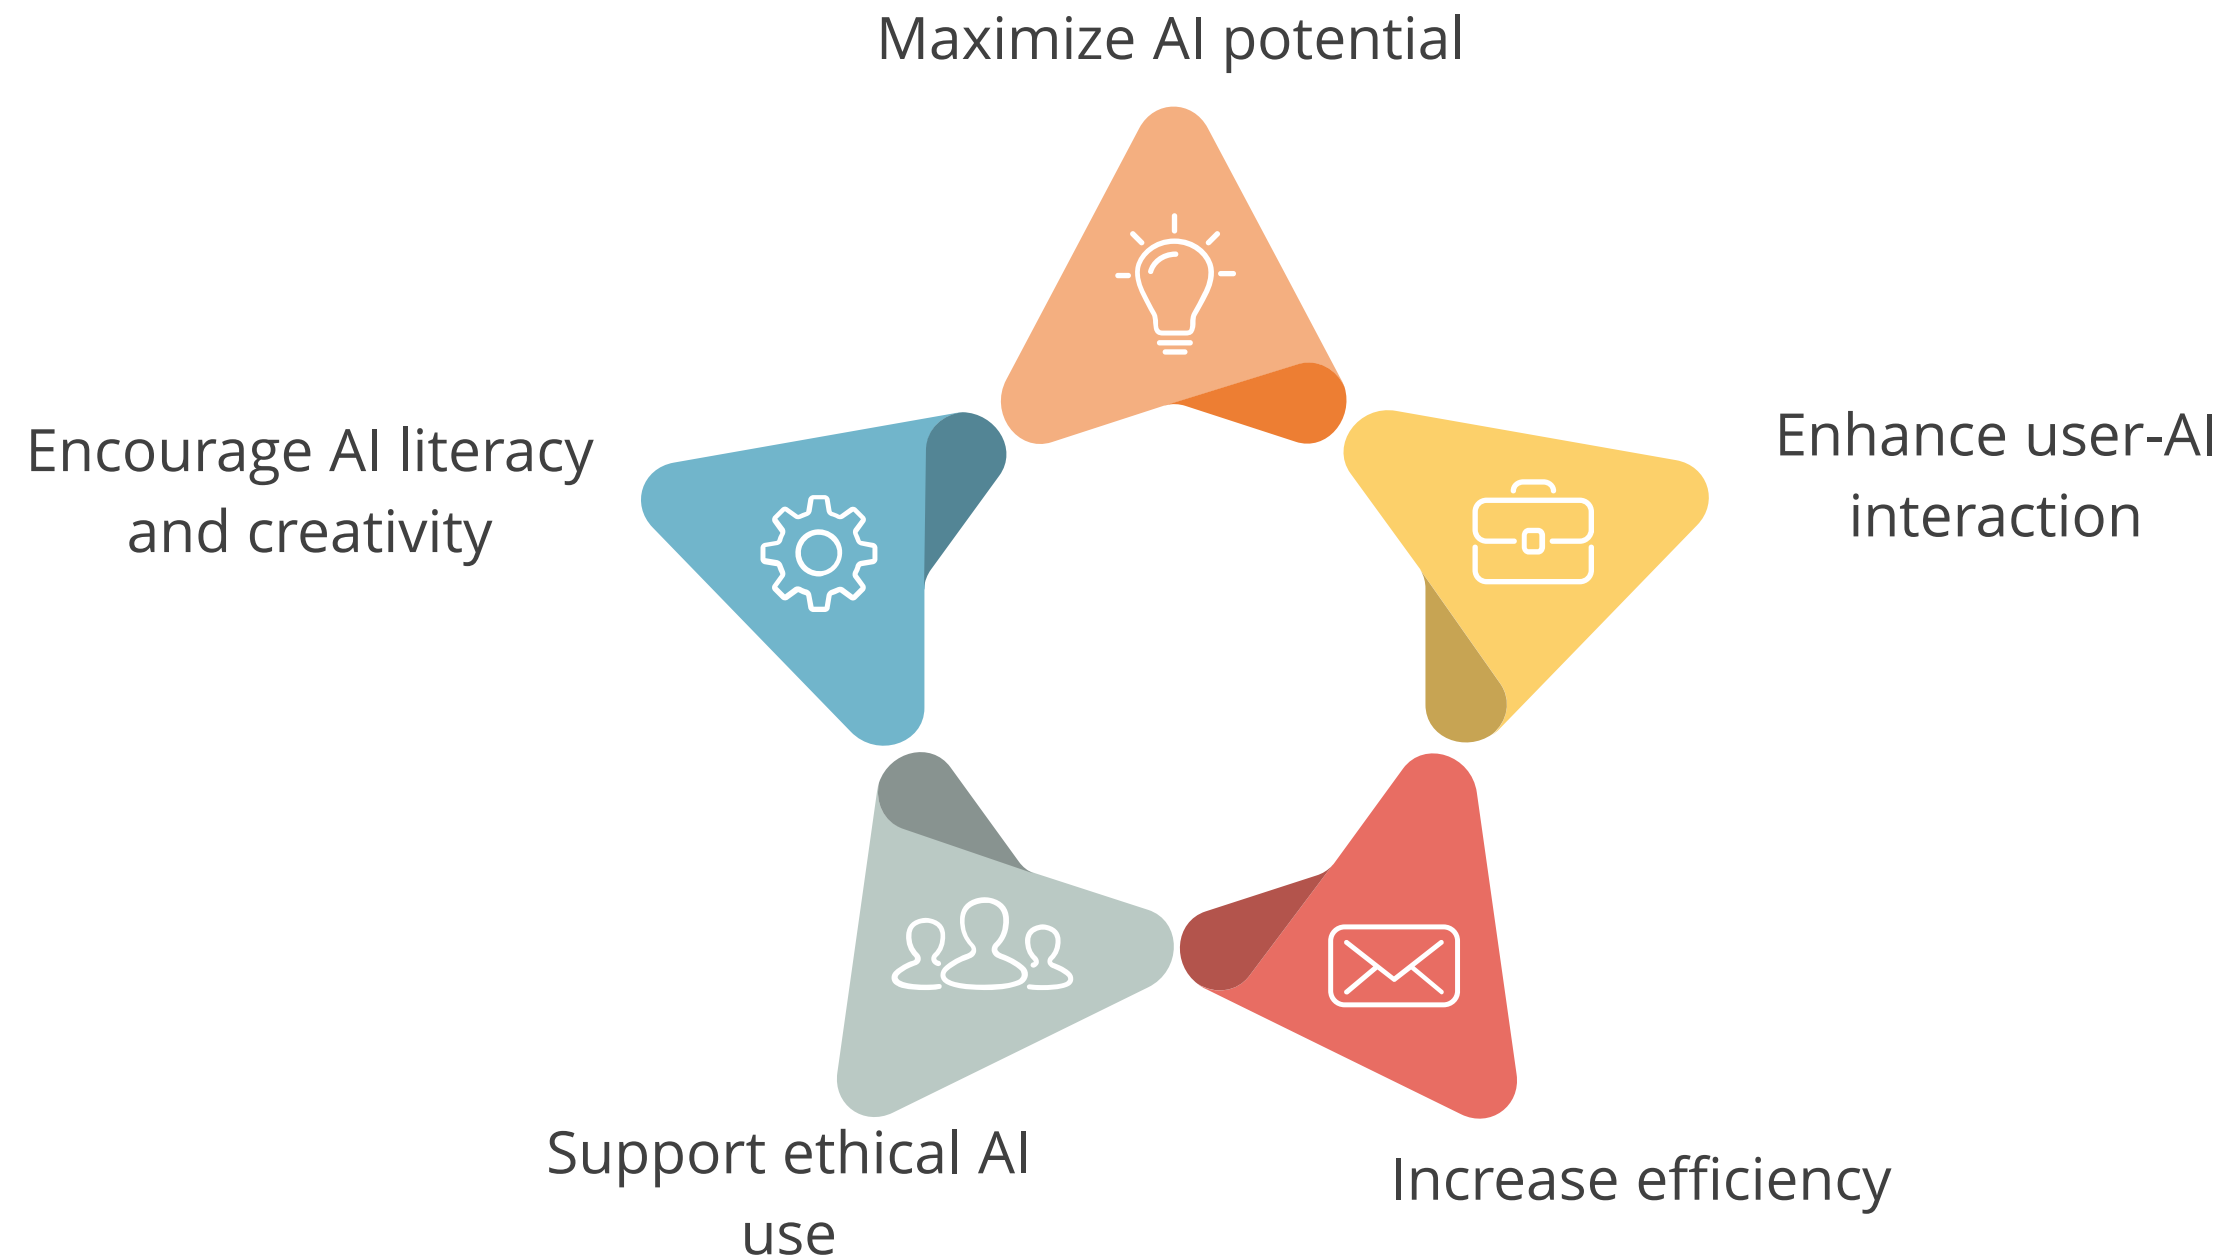 Maximize AI potential
Enhance user-AI
interaction
Increase efficiency
Support ethical AI
use
Encourage AI literacy
and creativity